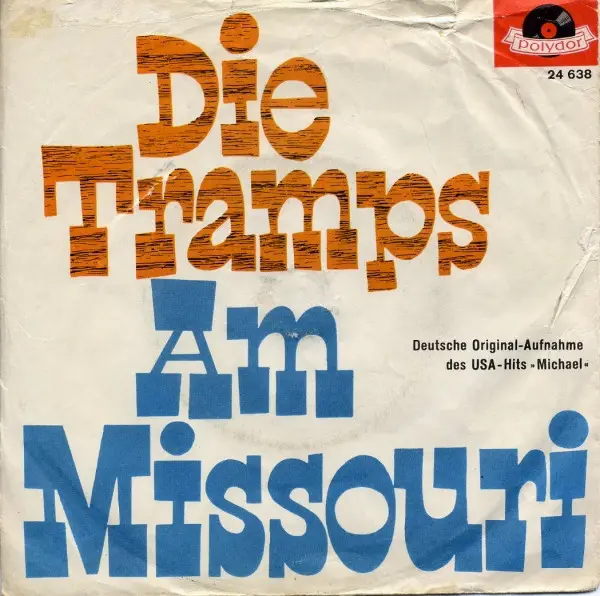 polydor
24 638
Die
Tramps
Am
Deutsche Original-Aufnahme
des USA-Hits »Michael«
Missouri